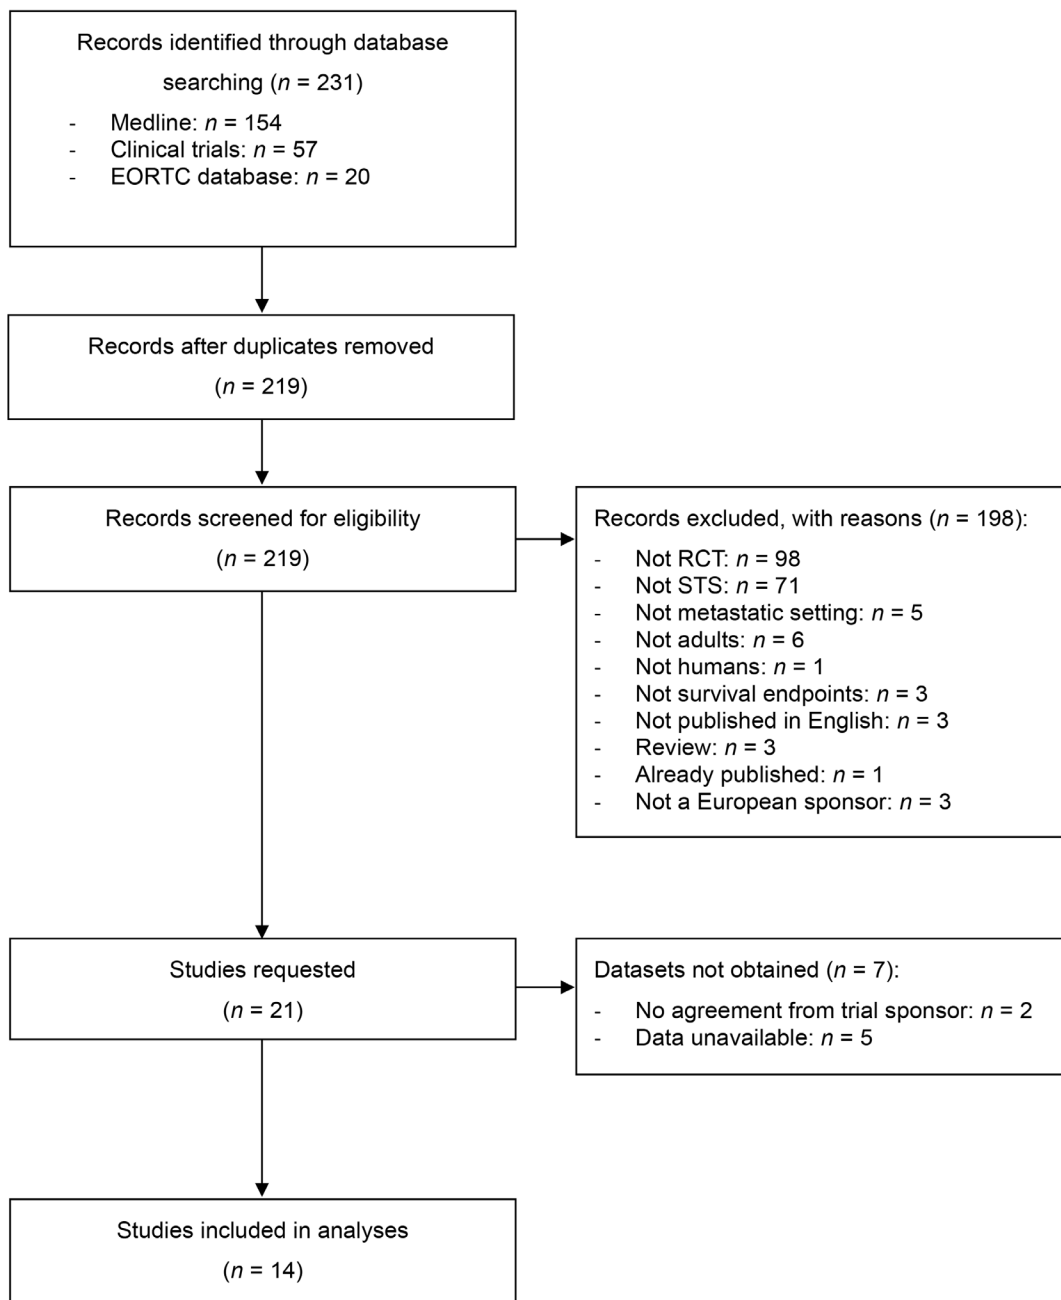 Records identified through database
searching (n = 231)
- Medline: n = 154
- Clinical trials: n = 57
- EORTC database: n = 20
Records after duplicates removed
(n = 219)
Records screened for eligibility
(n = 219)
Records excluded, with reasons (n = 198):
- Not RCT: n = 98
- Not STS: n = 71
- Not metastatic setting: n = 5
- Not adults: n = 6
- Not humans: n = 1
- Not survival endpoints: n = 3
- Not published in English: n = 3
- Review: n = 3
- Already published: n = 1
- Not a European sponsor: n = 3
Studies requested
(n = 21)
Datasets not obtained (n = 7):
- No agreement from trial sponsor: n = 2
- Data unavailable: n = 5
Studies included in analyses
(n = 14)